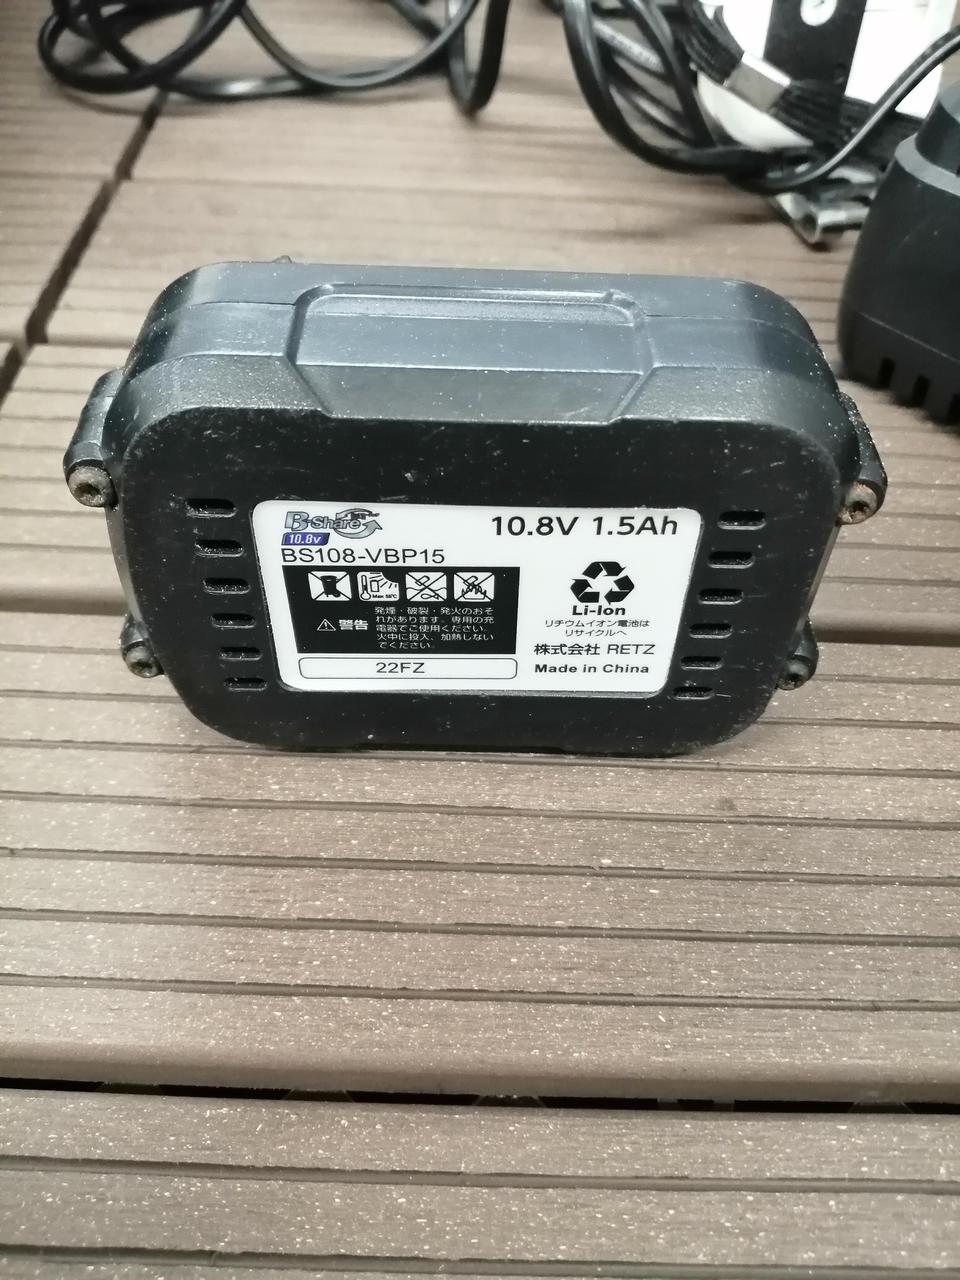 B-Share
10.8V
10.8V 1.5Ah
BS108-VBP15
Max 50℃
警告
発煙・破裂・発火のおそ
れがあります。専用の充
電器でご使用ください。
火中に投入、加熱しない
でください。
22FZ
Li-Ion
リチウムイオン電池は
リサイクルへ
株式会社 RETZ
Made in China